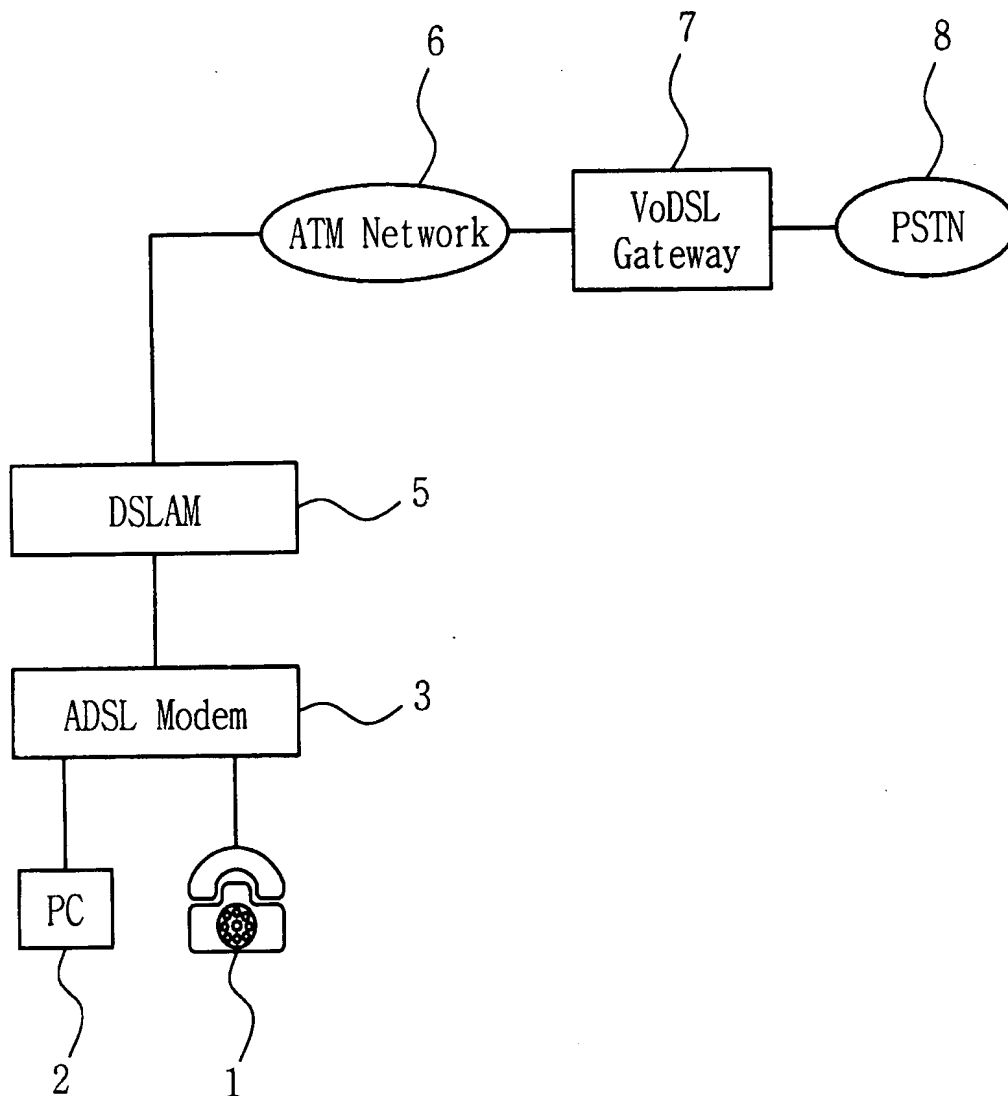 6
7
8
ATM Network
VoDSL
Gateway
PSTN
DSLAM
5
ADSL Modem
3
PC
2
1